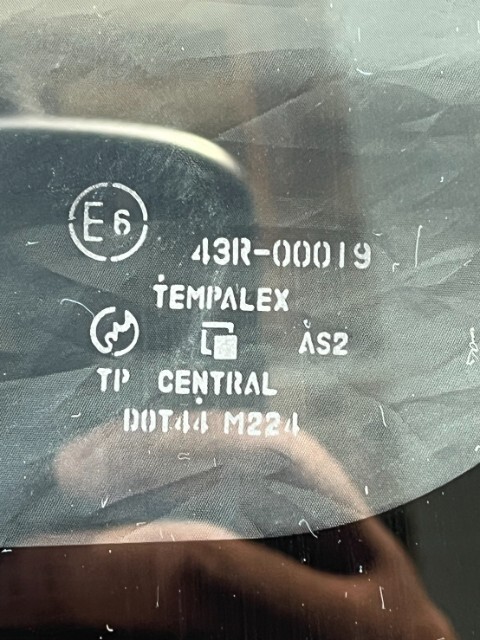 E6
43R-00019
TEMPALEX
AS2
TP CENTRAL
DOT44 M224